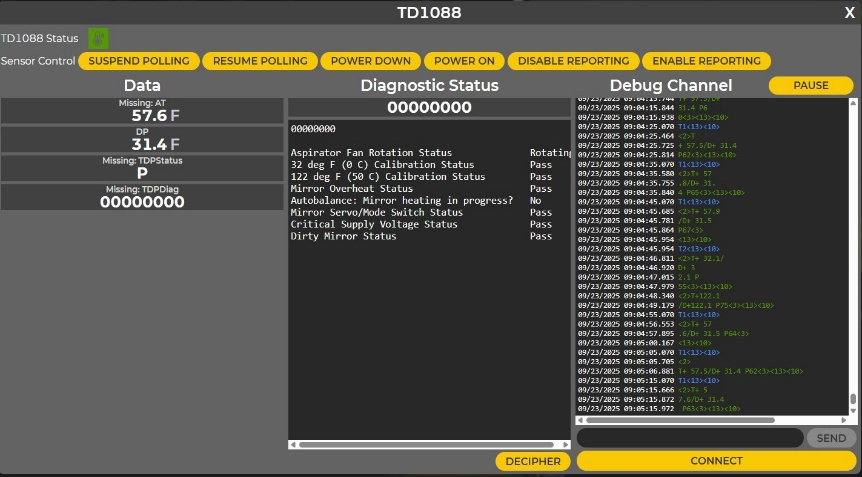 TD1088
X
TD1088 Status
Sensor Control SUSPEND POLLING RESUME POLLING POWER DOWN POWER ON DISABLE REPORTING ENABLE REPORTING
Data
Missing: AT
57.6 F
DP
31.4 F
Missing: TDPStatus
P
Missing: TDPDiag
00000000
Diagnostic Status
00000000
00000000
Aspirator Fan Rotation Status Rotating
32 deg F (0 C) Calibration Status Pass
122 deg F (50 C) Calibration Status Pass
Mirror Overheat Status Pass
Autobalance: Mirror heating in progress? No
Mirror Servo/Mode Switch Status Pass
Critical Supply Voltage Status Pass
Dirty Mirror Status Pass
DECIPHER
Debug Channel PAUSE
09/23/2025 09:04:15.744 T+ 57.5/D+
09/23/2025 09:04:15.844 31.4 P6
09/23/2025 09:04:15.938 0<3><13><10>
09/23/2025 09:04:25.070 T1<13><10>
09/23/2025 09:04:25.464 <2>T
09/23/2025 09:04:25.725 + 57.5/D+ 31.4
09/23/2025 09:04:25.814 P62<3><13><10>
09/23/2025 09:04:35.070 T1<13><10>
09/23/2025 09:04:35.580 <2>T+ 57
09/23/2025 09:04:35.755 .8/D+ 31.
09/23/2025 09:04:35.840 4 P65<3><13><10>
09/23/2025 09:04:45.070 T1<13><10>
09/23/2025 09:04:45.685 <2>T+ 57.9
09/23/2025 09:04:45.781 /D+ 31.5
09/23/2025 09:04:45.864 P67<3>
09/23/2025 09:04:45.954 <13><10>
09/23/2025 09:04:45.954 T2<13><10>
09/23/2025 09:04:46.811 <2>T+ 32.1/
09/23/2025 09:04:46.920 D+ 3
09/23/2025 09:04:47.015 2.1 P
09/23/2025 09:04:47.979 55<3><13><10>
09/23/2025 09:04:48.340 <2>T+122.1
09/23/2025 09:04:49.179 /D+122.1 P75<3><13><10>
09/23/2025 09:04:55.070 T1<13><10>
09/23/2025 09:04:56.553 <2>T+ 57
09/23/2025 09:04:57.895 .6/D+ 31.5 P64<3>
09/23/2025 09:05:00.167 <13><10>
09/23/2025 09:05:05.070 T1<13><10>
09/23/2025 09:05:05.705 <2>
09/23/2025 09:05:06.881 T+ 57.5/D+ 31.4 P62<3><13><10>
09/23/2025 09:05:15.070 T1<13><10>
09/23/2025 09:05:15.666 <2>T+ 5
09/23/2025 09:05:15.872 7.6/D+ 31.4
09/23/2025 09:05:15.972 P63<3><13><10>
SEND
CONNECT